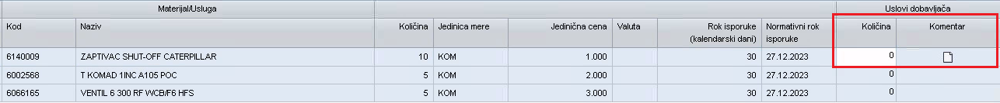 Materijal/Usluga Uslovi dobavljača
Kod Naziv Količina Jedinica mere Jedinična cena Valuta Rok isporuke (kalendarski dani) Normativni rok isporuke Količina Komentar
6140009 ZAPTIVAC SHUT-OFF CATERPILLAR 10 KOM 1.000 30 27.12.2023 0
6002568 T KOMAD 1INC A105 POC 5 KOM 2.000 30 27.12.2023 0
6066165 VENTIL 6 300 RF WCB/F6 HFS 5 KOM 3.000 30 27.12.2023 0